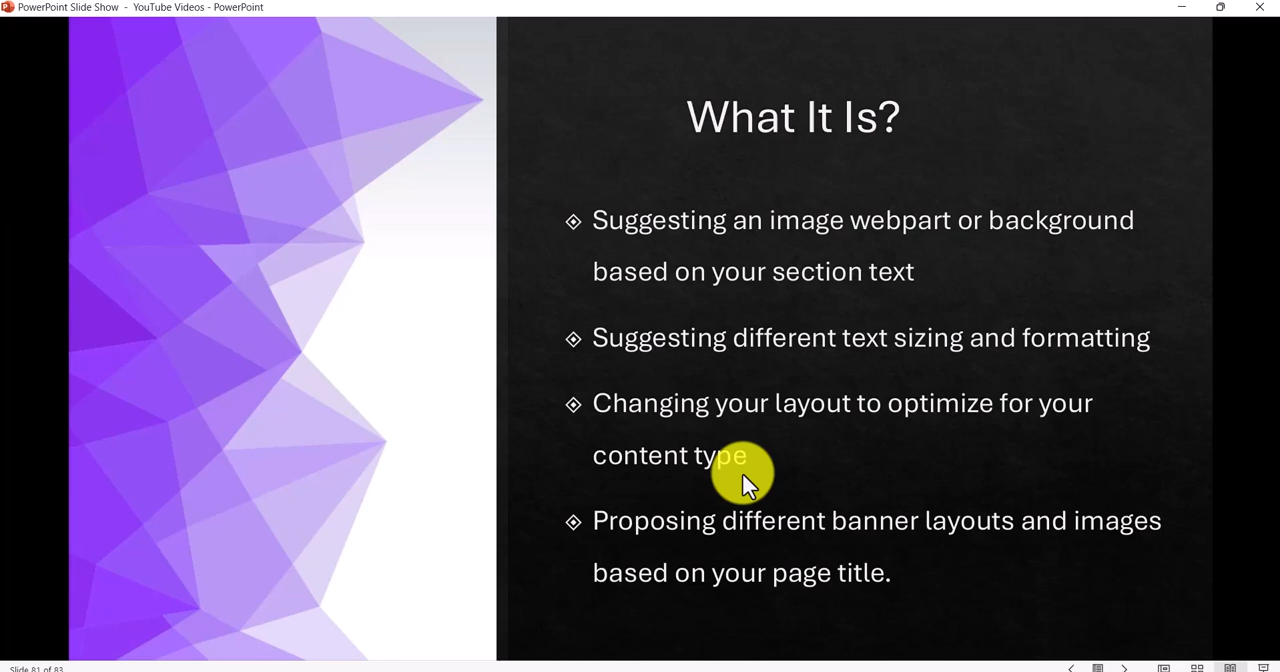 PowerPoint Slide Show - YouTube Videos - PowerPoint
What It Is?
Suggesting an image webpart or background
based on your section text
Suggesting different text sizing and formatting
Changing your layout to optimize for your
content type
Proposing different banner layouts and images
based on your page title.
Slide 81 of 83